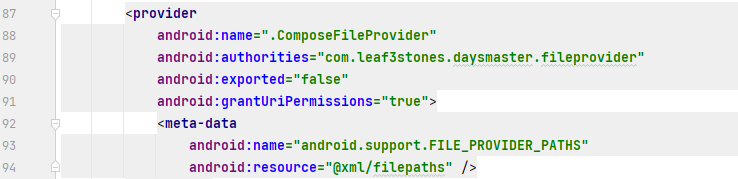 87 <provider
88 android:name=".ComposeFileProvider"
89 android:authorities="com.leaf3stones.daysmaster.fileprovider"
90 android:exported="false"
91 android:grantUriPermissions="true">
92 <meta-data
93 android:name="android.support.FILE_PROVIDER_PATHS"
94 android:resource="@xml/filepaths" />